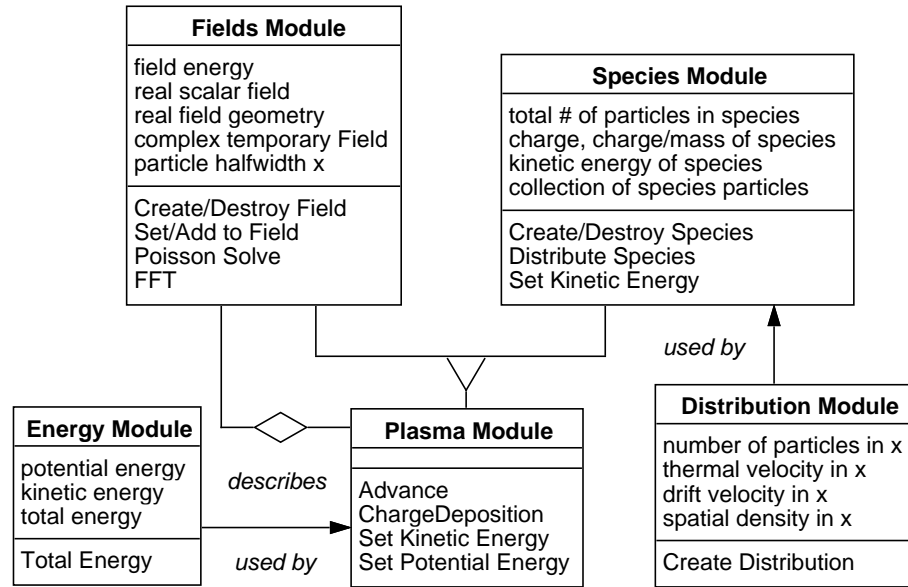 Fields Module
field energy
real scalar field
real field geometry
complex temporary Field
particle halfwidth x
Create/Destroy Field
Set/Add to Field
Poisson Solve
FFT
Species Module
total # of particles in species
charge, charge/mass of species
kinetic energy of species
collection of species particles
Create/Destroy Species
Distribute Species
Set Kinetic Energy
used by
Energy Module
potential energy
kinetic energy
total energy
Total Energy
describes
used by
Plasma Module
Advance
ChargeDeposition
Set Kinetic Energy
Set Potential Energy
Distribution Module
number of particles in x
thermal velocity in x
drift velocity in x
spatial density in x
Create Distribution